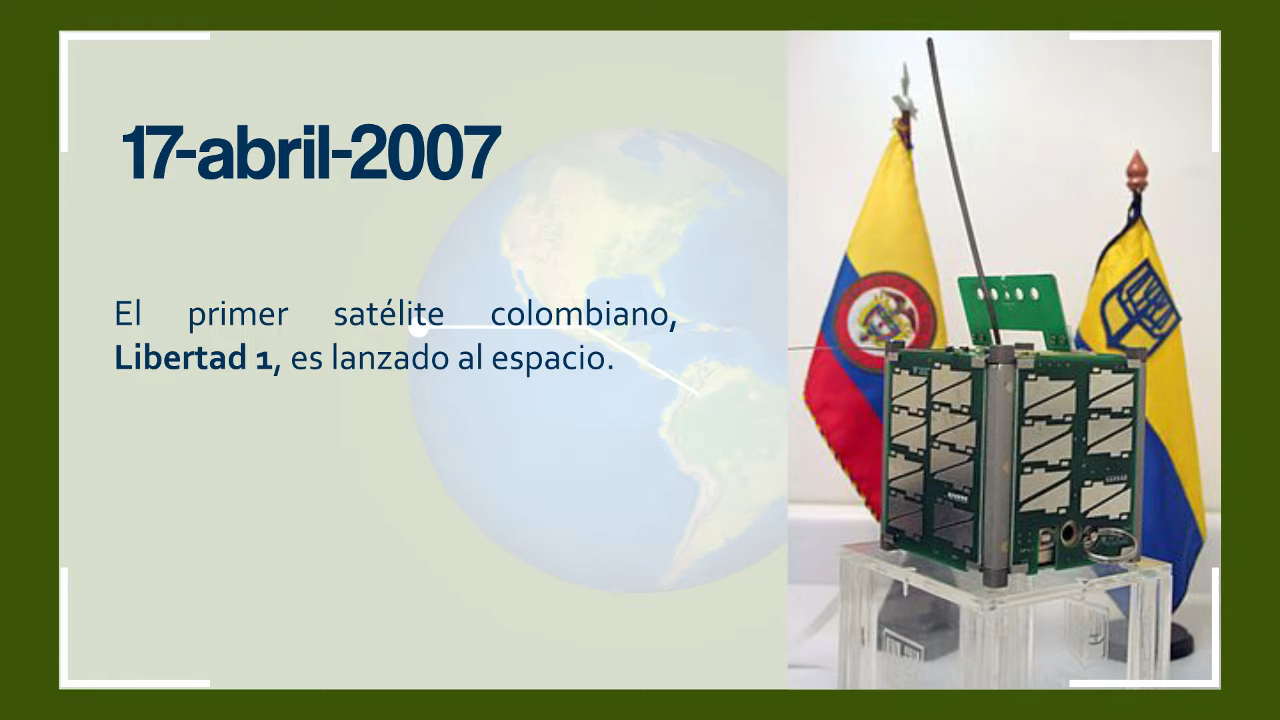 17-abril-2007
El primer satélite colombiano,
Libertad 1, es lanzado al espacio.